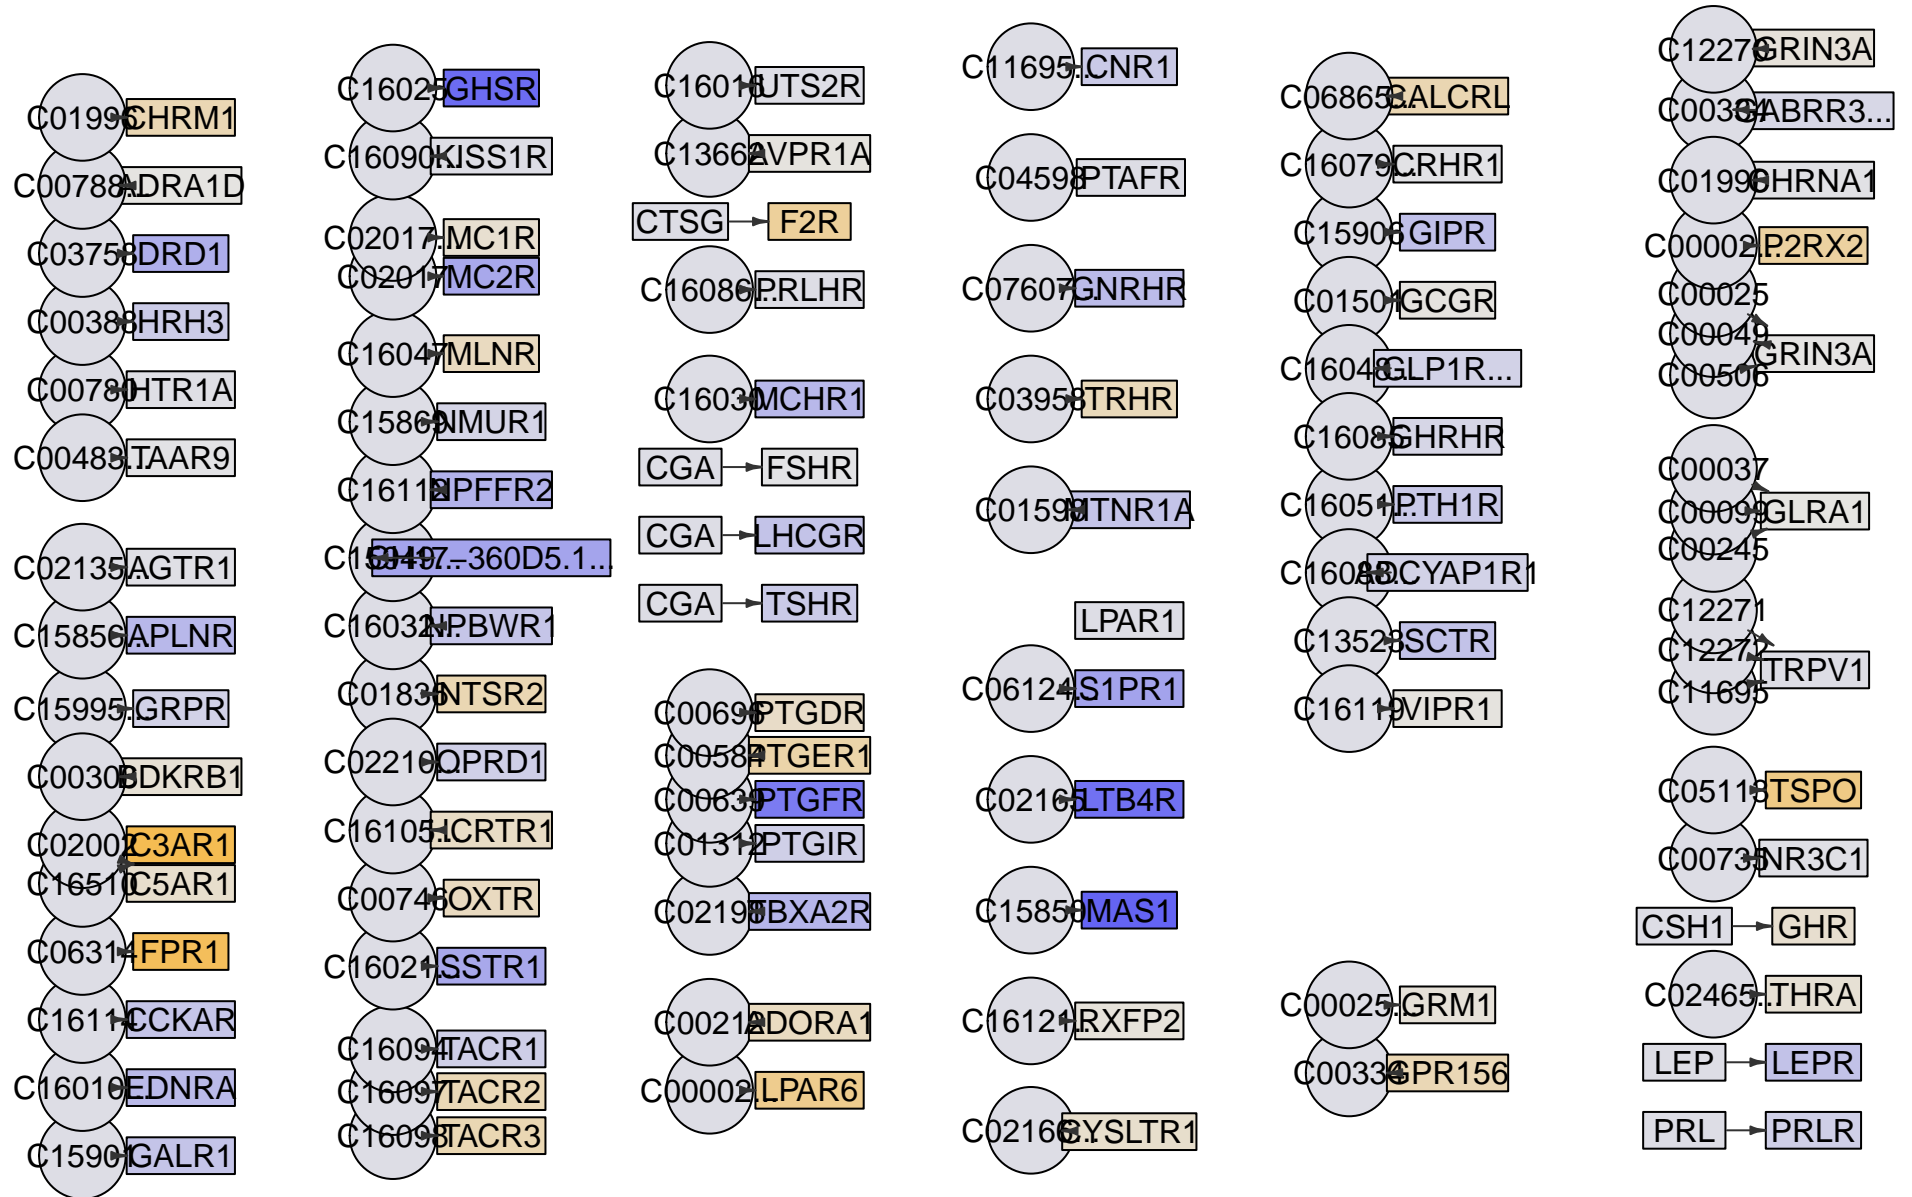 C01996 CHRM1
C00788... ADRA1D
C03758 DRD1
C00388 HRH3
C00780 HTR1A
C00483... TAAR9
C02135... AGTR1
C15856... APLNR
C15995... GRPR
C00306 BDKRB1
C02002 C3AR1
C16510 C5AR1
C06314 FPR1
C16114 CCKAR
C16010... EDNRA
C15901 GALR1
C16025 GHSR
C16090... KISS1R
C02017... MC1R
C02017 MC2R
C16047 MLNR
C15869 NMUR1
C16118 NPFFR2
–360D5.1...
C16032... NPBWR1
C01836 NTSR2
C02210... OPRD1
C16105... HCRTR1
C00746 OXTR
C16021... SSTR1
C16094 TACR1
C16097 TACR2
C16098 TACR3
C16016 UTS2R
C13662 AVPR1A
CTSG F2R
C16086... PRLHR
C16030 MCHR1
CGA FSHR
CGA LHCGR
CGA TSHR
C00696 PTGDR
C00584 PTGER1
C00639 PTGFR
C01312 PTGIR
C02198 TBXA2R
C00212 ADORA1
C00002... LPAR6
C11695... CNR1
C04598 PTAFR
C07607... GNRHR
C03958 TRHR
C01598 MTNR1A
LPAR1
C06124... S1PR1
C02165 LTB4R
C15850 MAS1
C16121... RXFP2
C02166... CYSLTR1
C06865... CALCRL
C16079... CRHR1
C15906 GIPR
C01501 GCGR
C16048... GLP1R...
C16085 GHRHR
C16051... PTH1R
C16088... ADCYAP1R1
C13523 SCTR
C16119 VIPR1
C00025... GRM1
C00334 GPR156
C12270 GRIN3A
C00334 GABRR3...
C01996 CHRNA1
C00002... P2RX2
C00025
C00049
GRIN3A
C00506
C00037
C00099 GLRA1
C00245
C12271
C12272
TRPV1
C11695
C05113 TSPO
C00735 NR3C1
CSH1 GHR
C02465... THRA
LEP LEPR
PRL PRLR